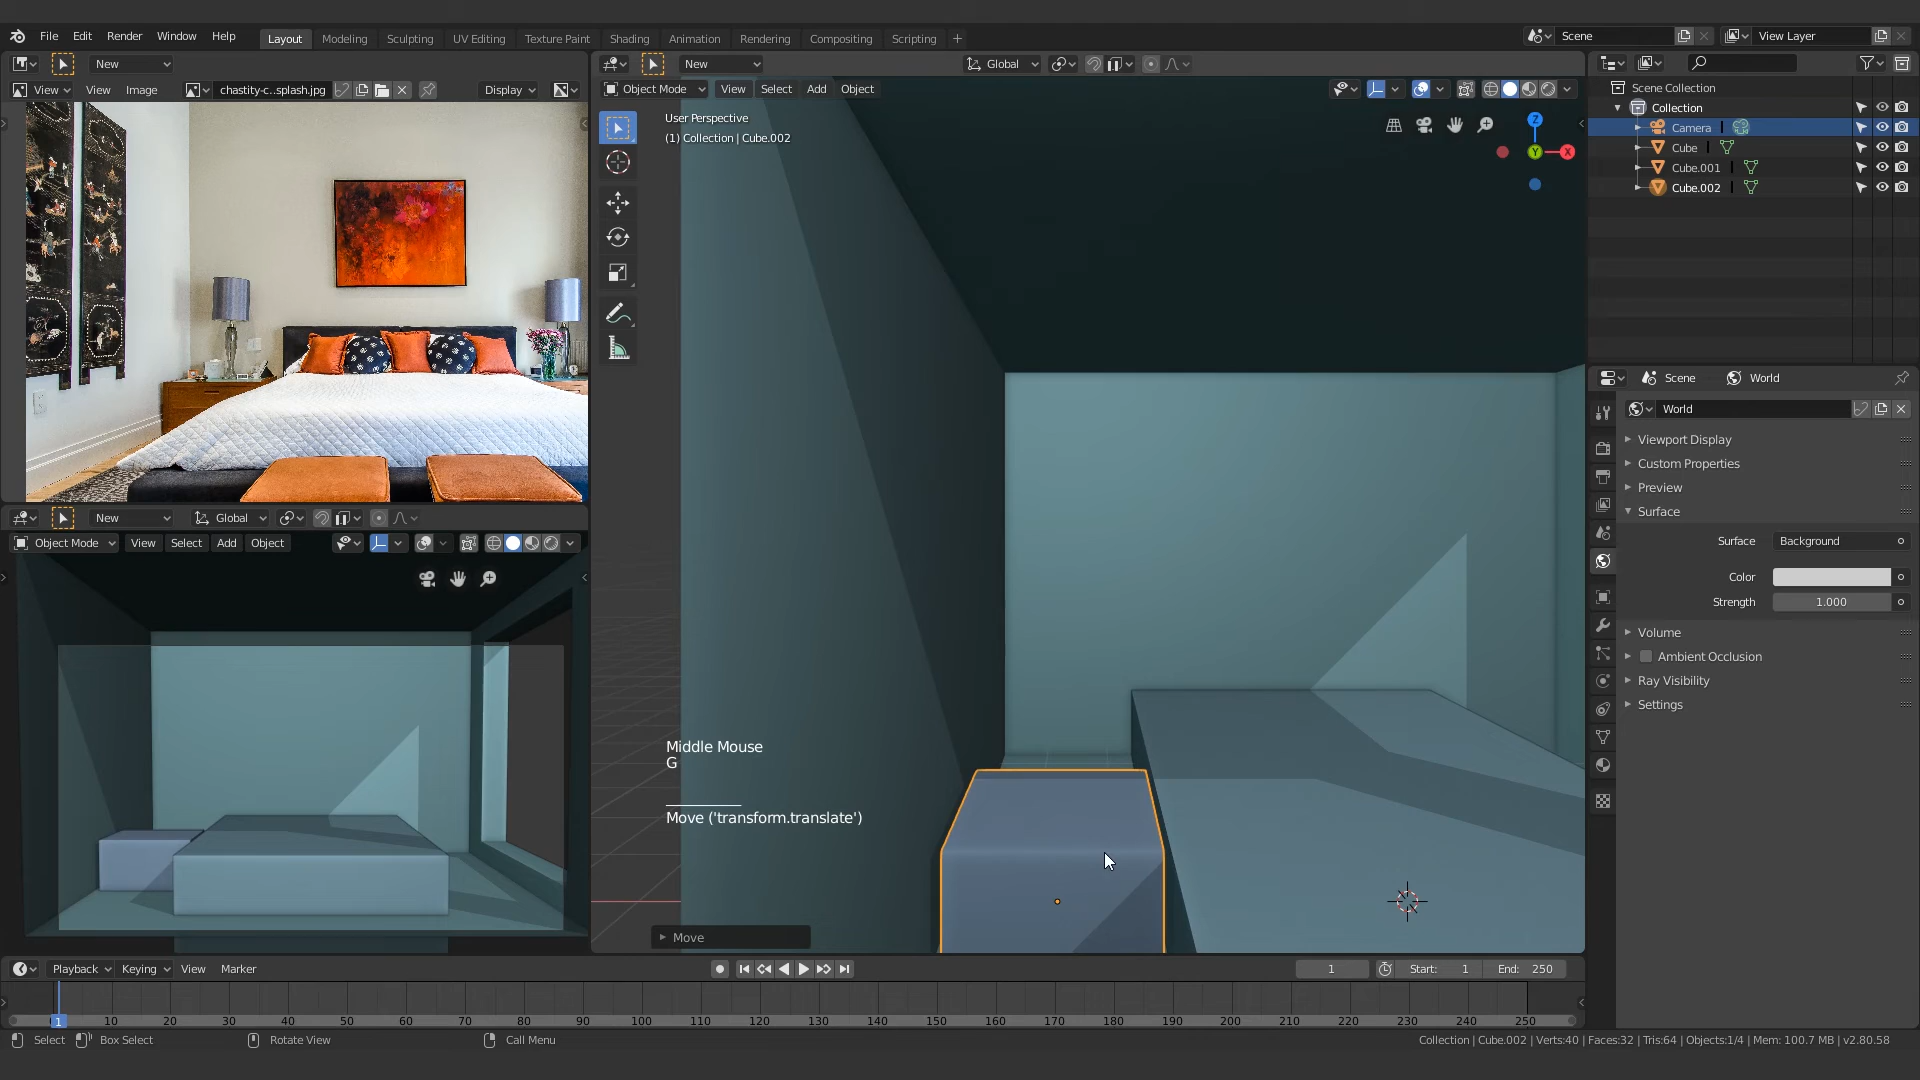 File Edit Render Window Help Layout Modeling Sculpting UV Editing Texture Paint Shading Animation Rendering Compositing Scripting + Scene View Layer
New New Global
View View Image chastity-c..splash.jpg Display
Object Mode View Select Add Object
User Perspective
(1) Collection | Cube.002
Z
Y
X
Scene Collection
Collection
Camera
Cube
Cube.001
Cube.002
Scene World
World
Viewport Display
Custom Properties
Preview
Surface
Surface Background
Color
Strength 1.000
Volume
Ambient Occlusion
Ray Visibility
Settings
New Global
Object Mode View Select Add Object
Middle Mouse
G
Move ('transform.translate')
Move
Playback Keying View Marker 1 Start: 1 End: 250
1 10 20 30 40 50 60 70 80 90 100 110 120 130 140 150 160 170 180 190 200 210 220 230 240 250
Select Box Select Rotate View Call Menu Collection | Cube.002 | Verts:40 | Faces:32 | Tris:64 | Objects:1/4 | Mem: 100.7 MB | v2.80.58